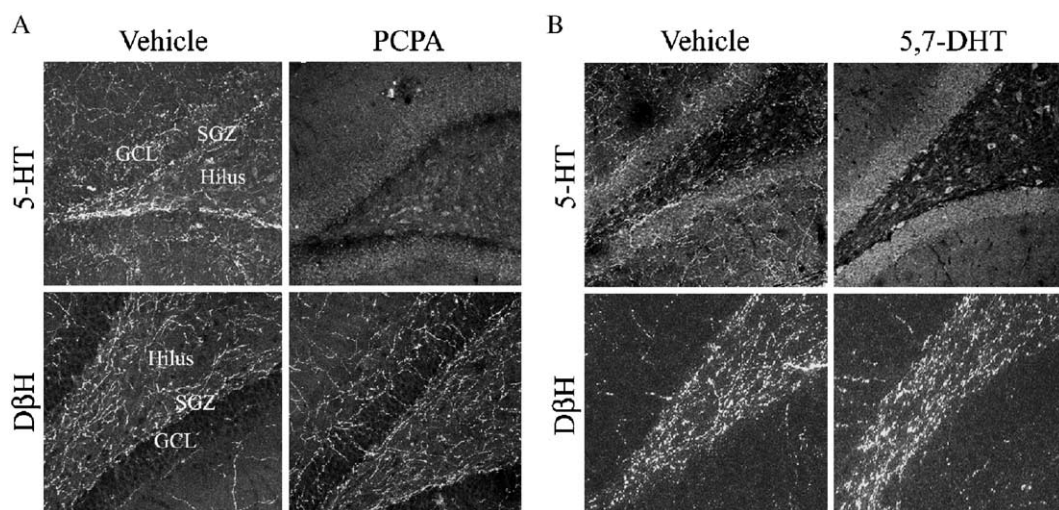 A
B
Vehicle
PCPA
Vehicle
5,7-DHT
5-HT
SGZ
GCL
Hilus
5-HT
DβH
Hilus
SGZ
GCL
DβH